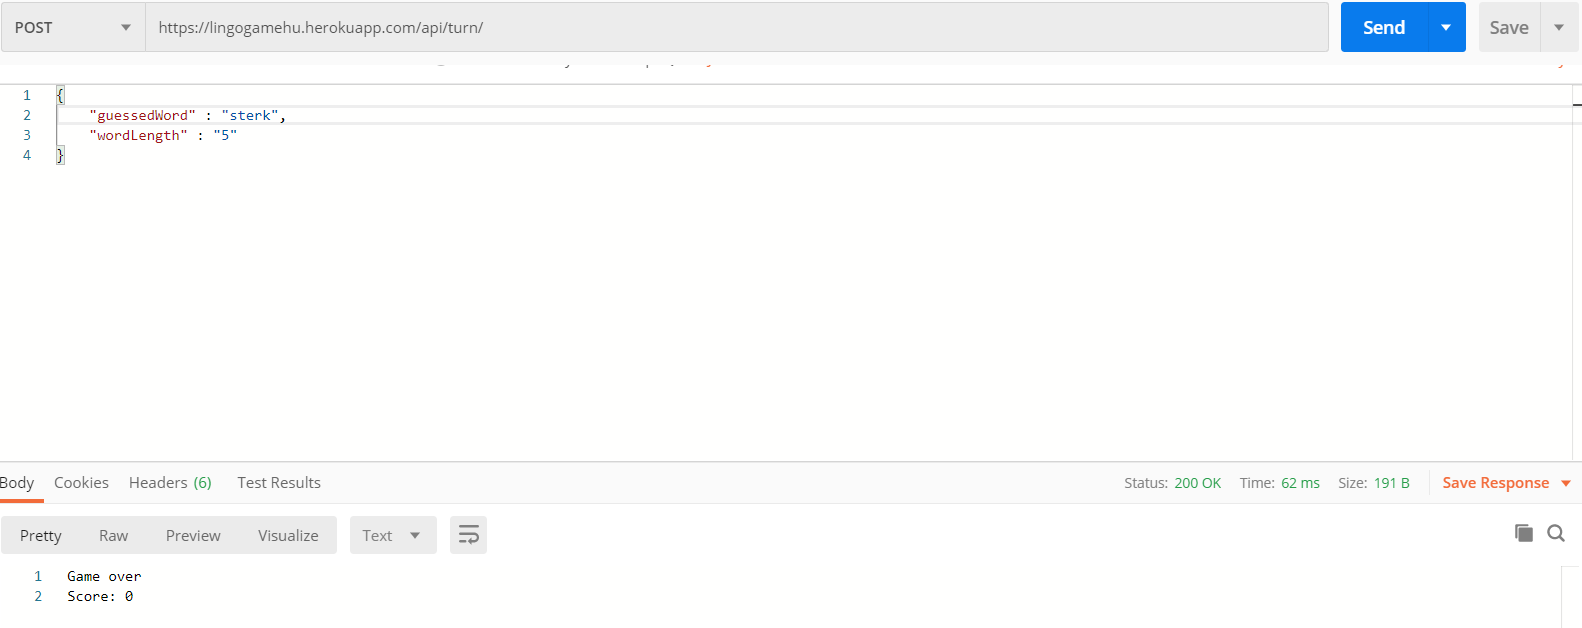 POST https://lingogamehu.herokuapp.com/api/turn/ Send Save
1 {
2 "guessedWord" : "sterk",
3 "wordLength" : "5"
4 }
Body Cookies Headers (6) Test Results Status: 200 OK Time: 62 ms Size: 191 B Save Response
Pretty Raw Preview Visualize Text
1 Game over
2 Score: 0